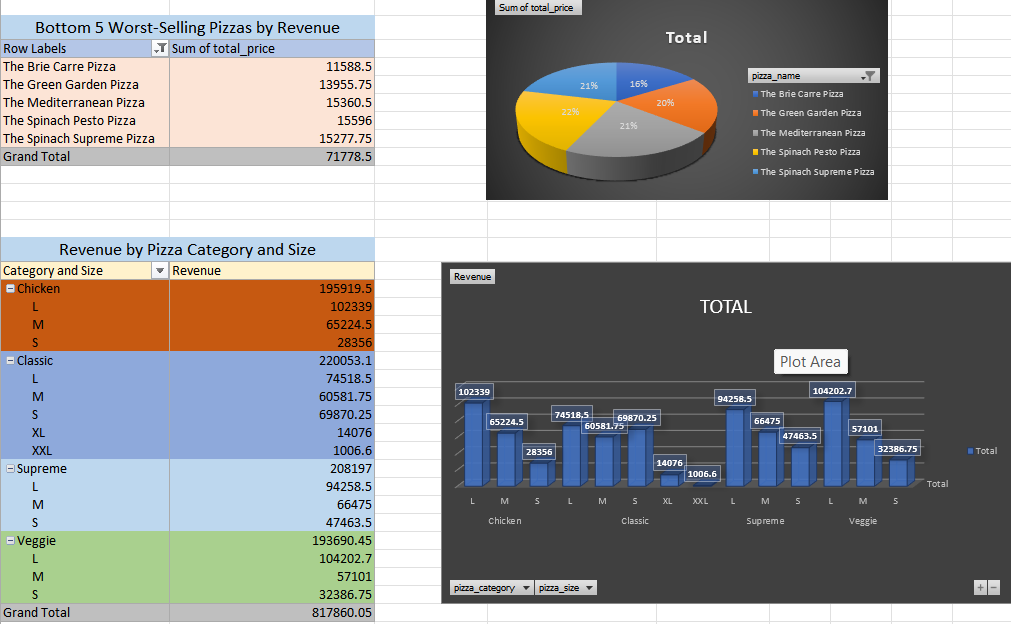 Bottom 5 Worst-Selling Pizzas by Revenue
Row Labels Sum of total_price
The Brie Carre Pizza 11588.5
The Green Garden Pizza 13955.75
The Mediterranean Pizza 15360.5
The Spinach Pesto Pizza 15596
The Spinach Supreme Pizza 15277.75
Grand Total 71778.5
Sum of total_price
Total
21% 16%
22% 20%
21%
pizza_name
The Brie Carre Pizza
The Green Garden Pizza
The Mediterranean Pizza
The Spinach Pesto Pizza
The Spinach Supreme Pizza
Revenue by Pizza Category and Size
Category and Size Revenue
Chicken 195919.5
L 102339
M 65224.5
S 28356
Classic 220053.1
L 74518.5
M 60581.75
S 69870.25
XL 14076
XXL 1006.6
Supreme 208197
L 94258.5
M 66475
S 47463.5
Veggie 193690.45
L 104202.7
M 57101
S 32386.75
Grand Total 817860.05
Revenue
TOTAL
Plot Area
102339 65224.5 28356 74518.5 60581.75 69870.25 14076 1006.6 94258.5 66475 47463.5 104202.7 57101 32386.75
Total
Total
L M S L M S XL XXL L M S L M S
Chicken Classic Supreme Veggie
pizza_category pizza_size + −